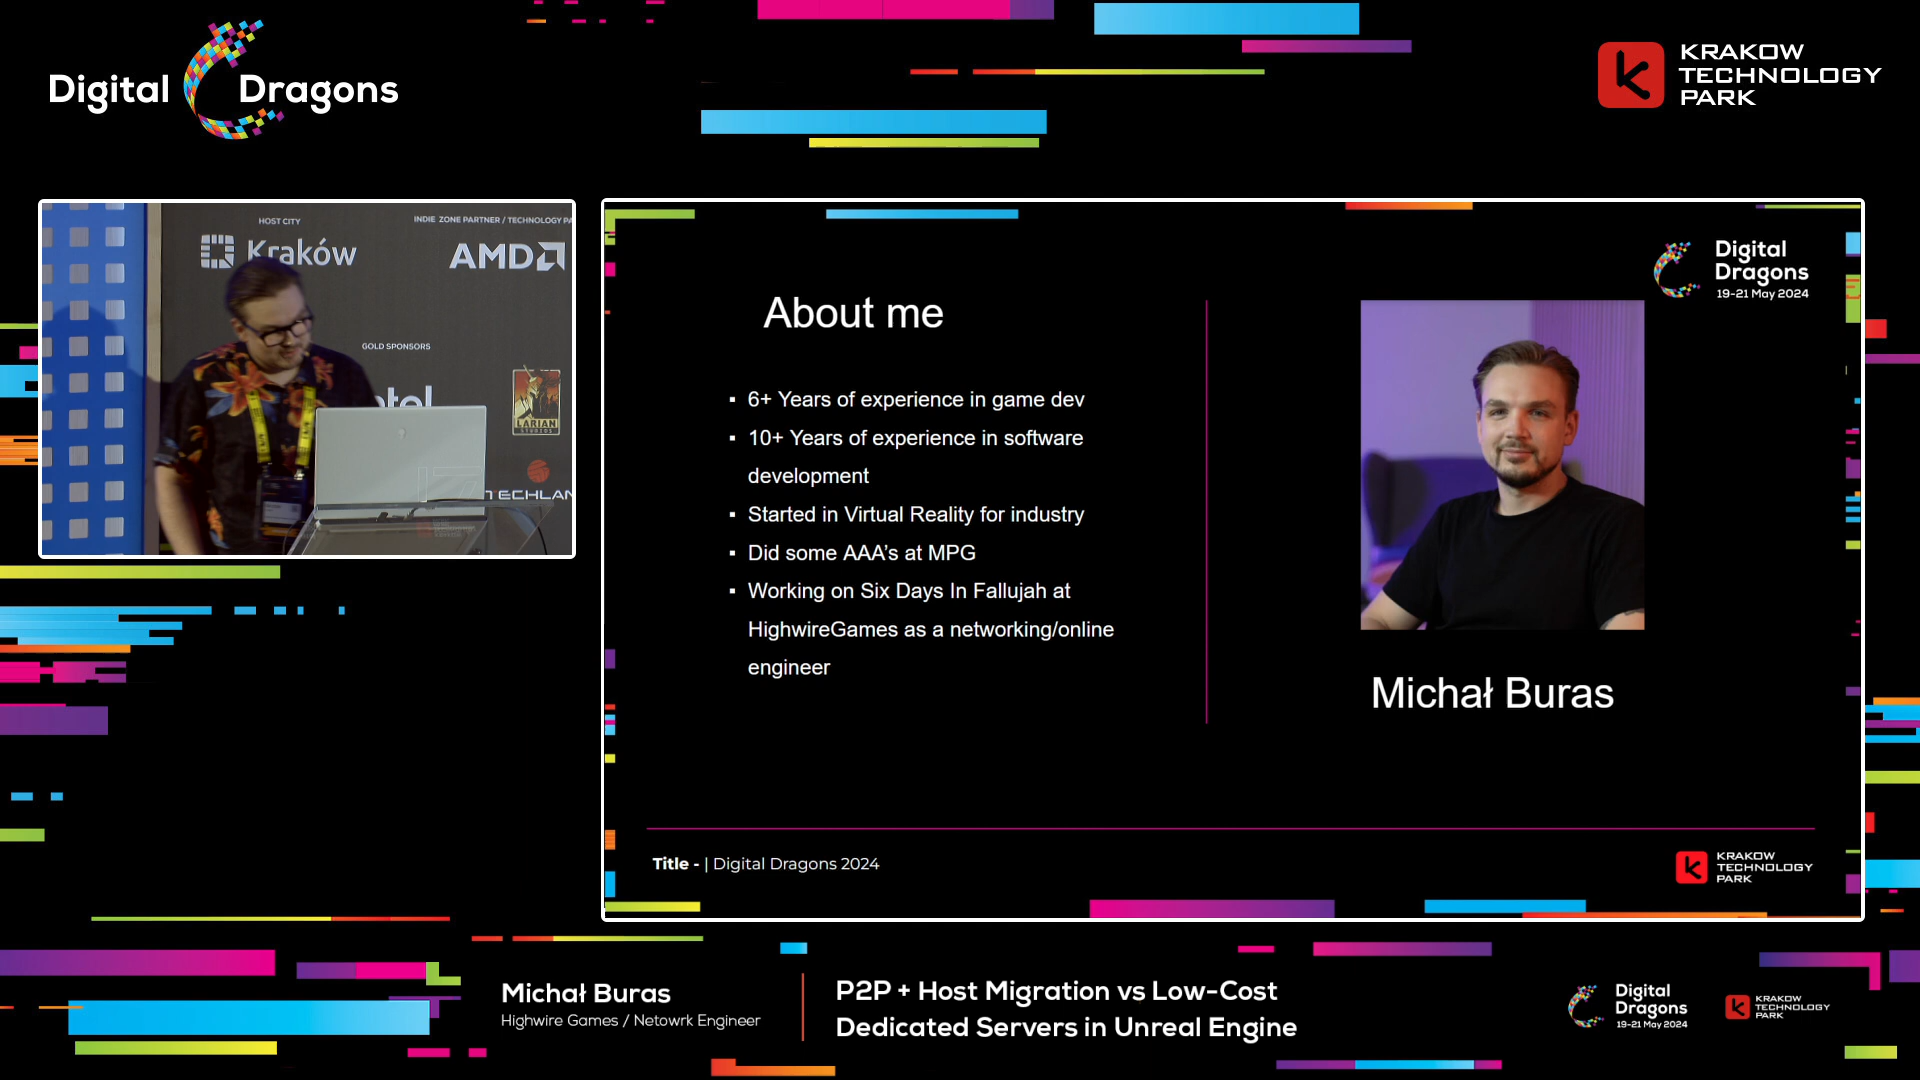 Digital Dragons
KRAKOW
TECHNOLOGY
PARK
HOST CITY
Kraków
INDIE ZONE PARTNER / TECHNOLOGY PA
AMD
GOLD SPONSORS
LARIAN
STUDIOS
TECHLAN
Digital
Dragons
19-21 May 2024
About me
▪ 6+ Years of experience in game dev
▪ 10+ Years of experience in software
development
▪ Started in Virtual Reality for industry
▪ Did some AAA’s at MPG
▪ Working on Six Days In Fallujah at
HighwireGames as a networking/online
engineer
Michał Buras
Title - | Digital Dragons 2024
KRAKOW
TECHNOLOGY
PARK
Michał Buras
Highwire Games / Netowrk Engineer
P2P + Host Migration vs Low-Cost
Dedicated Servers in Unreal Engine
Digital
Dragons
19-21 May 2024
KRAKOW
TECHNOLOGY
PARK